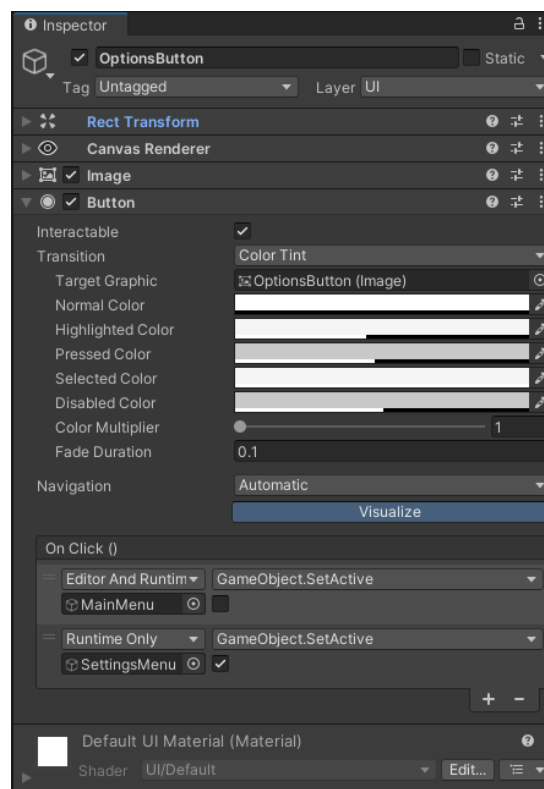 Inspector
OptionsButton Static
Tag Untagged Layer UI
Rect Transform
Canvas Renderer
Image
Button
Interactable
Transition Color Tint
Target Graphic OptionsButton (Image)
Normal Color
Highlighted Color
Pressed Color
Selected Color
Disabled Color
Color Multiplier 1
Fade Duration 0.1
Navigation Automatic
Visualize
On Click ()
Editor And Runtim GameObject.SetActive
MainMenu
Runtime Only GameObject.SetActive
SettingsMenu
Default UI Material (Material)
Shader UI/Default Edit...